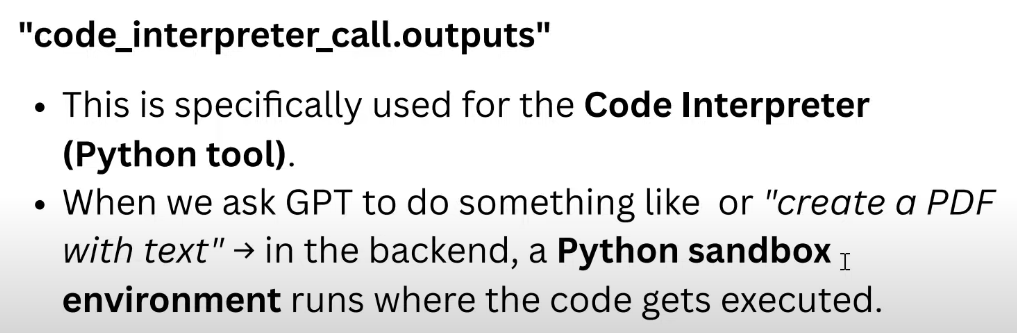 "code_interpreter_call.outputs"
• This is specifically used for the Code Interpreter
(Python tool).
• When we ask GPT to do something like  or "create a PDF
with text" → in the backend, a Python sandbox
environment runs where the code gets executed.